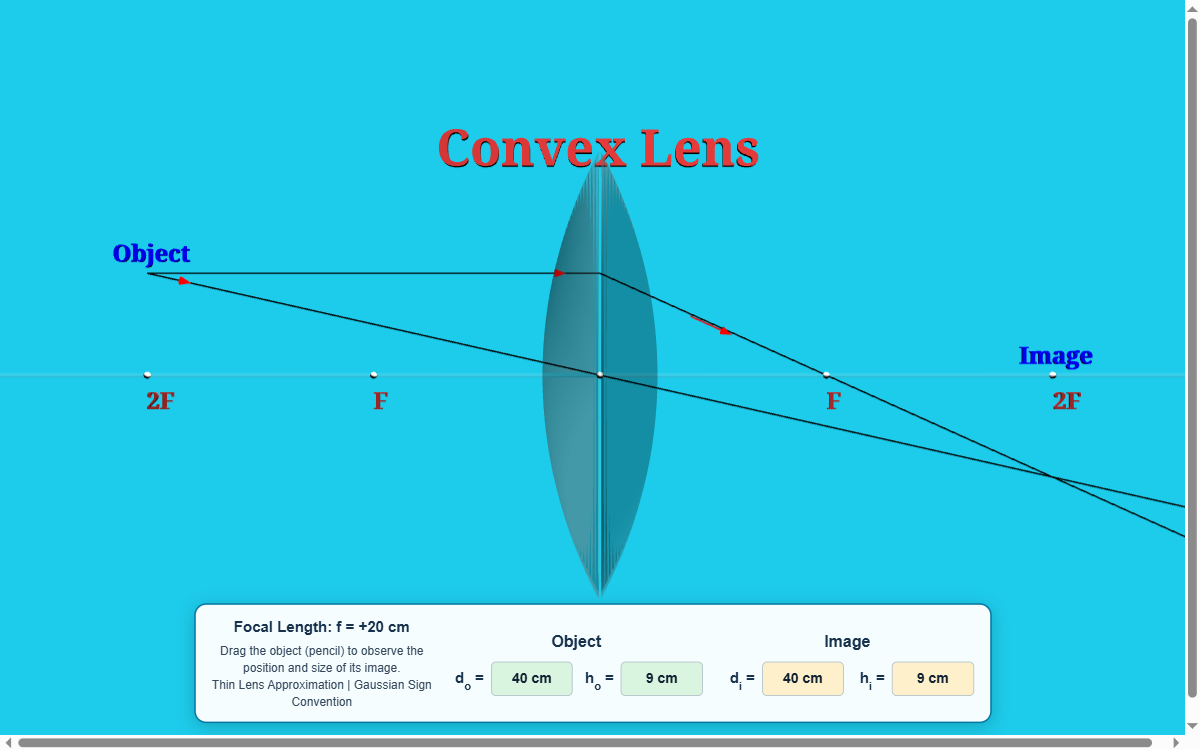 Convex Lens
Object
Image
2F
F
F
2F
Focal Length: f = +20 cm
Drag the object (pencil) to observe the
position and size of its image.
Thin Lens Approximation | Gaussian Sign
Convention
Object
do = 40 cm ho = 9 cm
Image
di = 40 cm hi = 9 cm